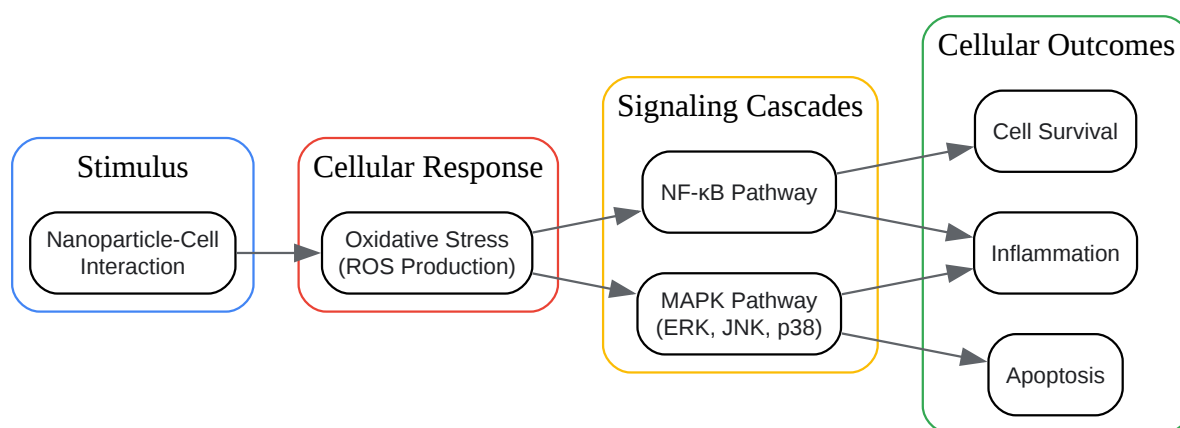 Stimulus
Nanoparticle-Cell
Interaction
Cellular Response
Oxidative Stress
(ROS Production)
Signaling Cascades
NF-κB Pathway
MAPK Pathway
(ERK, JNK, p38)
Cellular Outcomes
Cell Survival
Inflammation
Apoptosis